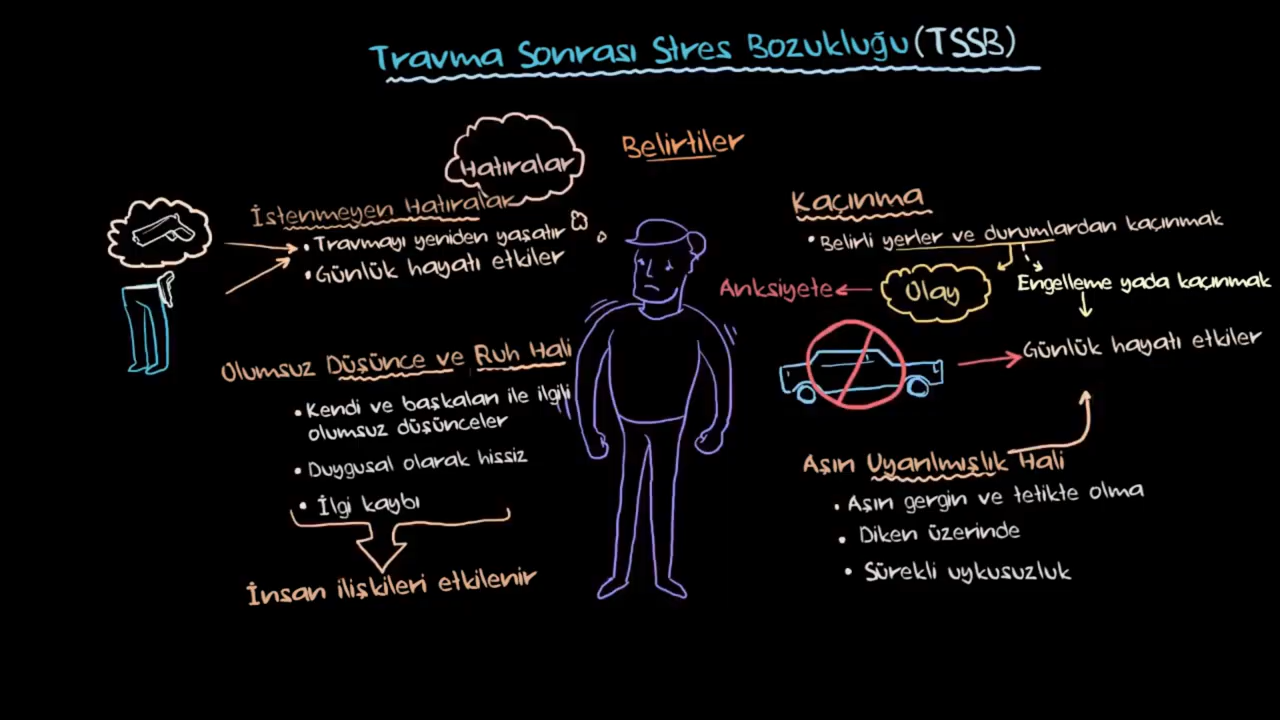 Travma Sonrası Stres Bozukluğu (TSSB)
Belirtiler
Hatıralar
İstenmeyen Hatıralar
• Travmayı yeniden yaşatır
• Günlük hayatı etkiler
Olumsuz Düşünce ve Ruh Hali
• Kendi ve başkaları ile ilgili
olumsuz düşünceler
• Duygusal olarak hissiz
• İlgi kaybı
İnsan ilişkileri etkilenir
Kaçınma
• Belirli yerler ve durumlardan kaçınmak
Anksiyete
Olay
Engelleme yada kaçınmak
Günlük hayatı etkiler
Aşırı Uyarılmışlık Hali
• Aşırı gergin ve tetikte olma
• Diken üzerinde
• Sürekli uykusuzluk